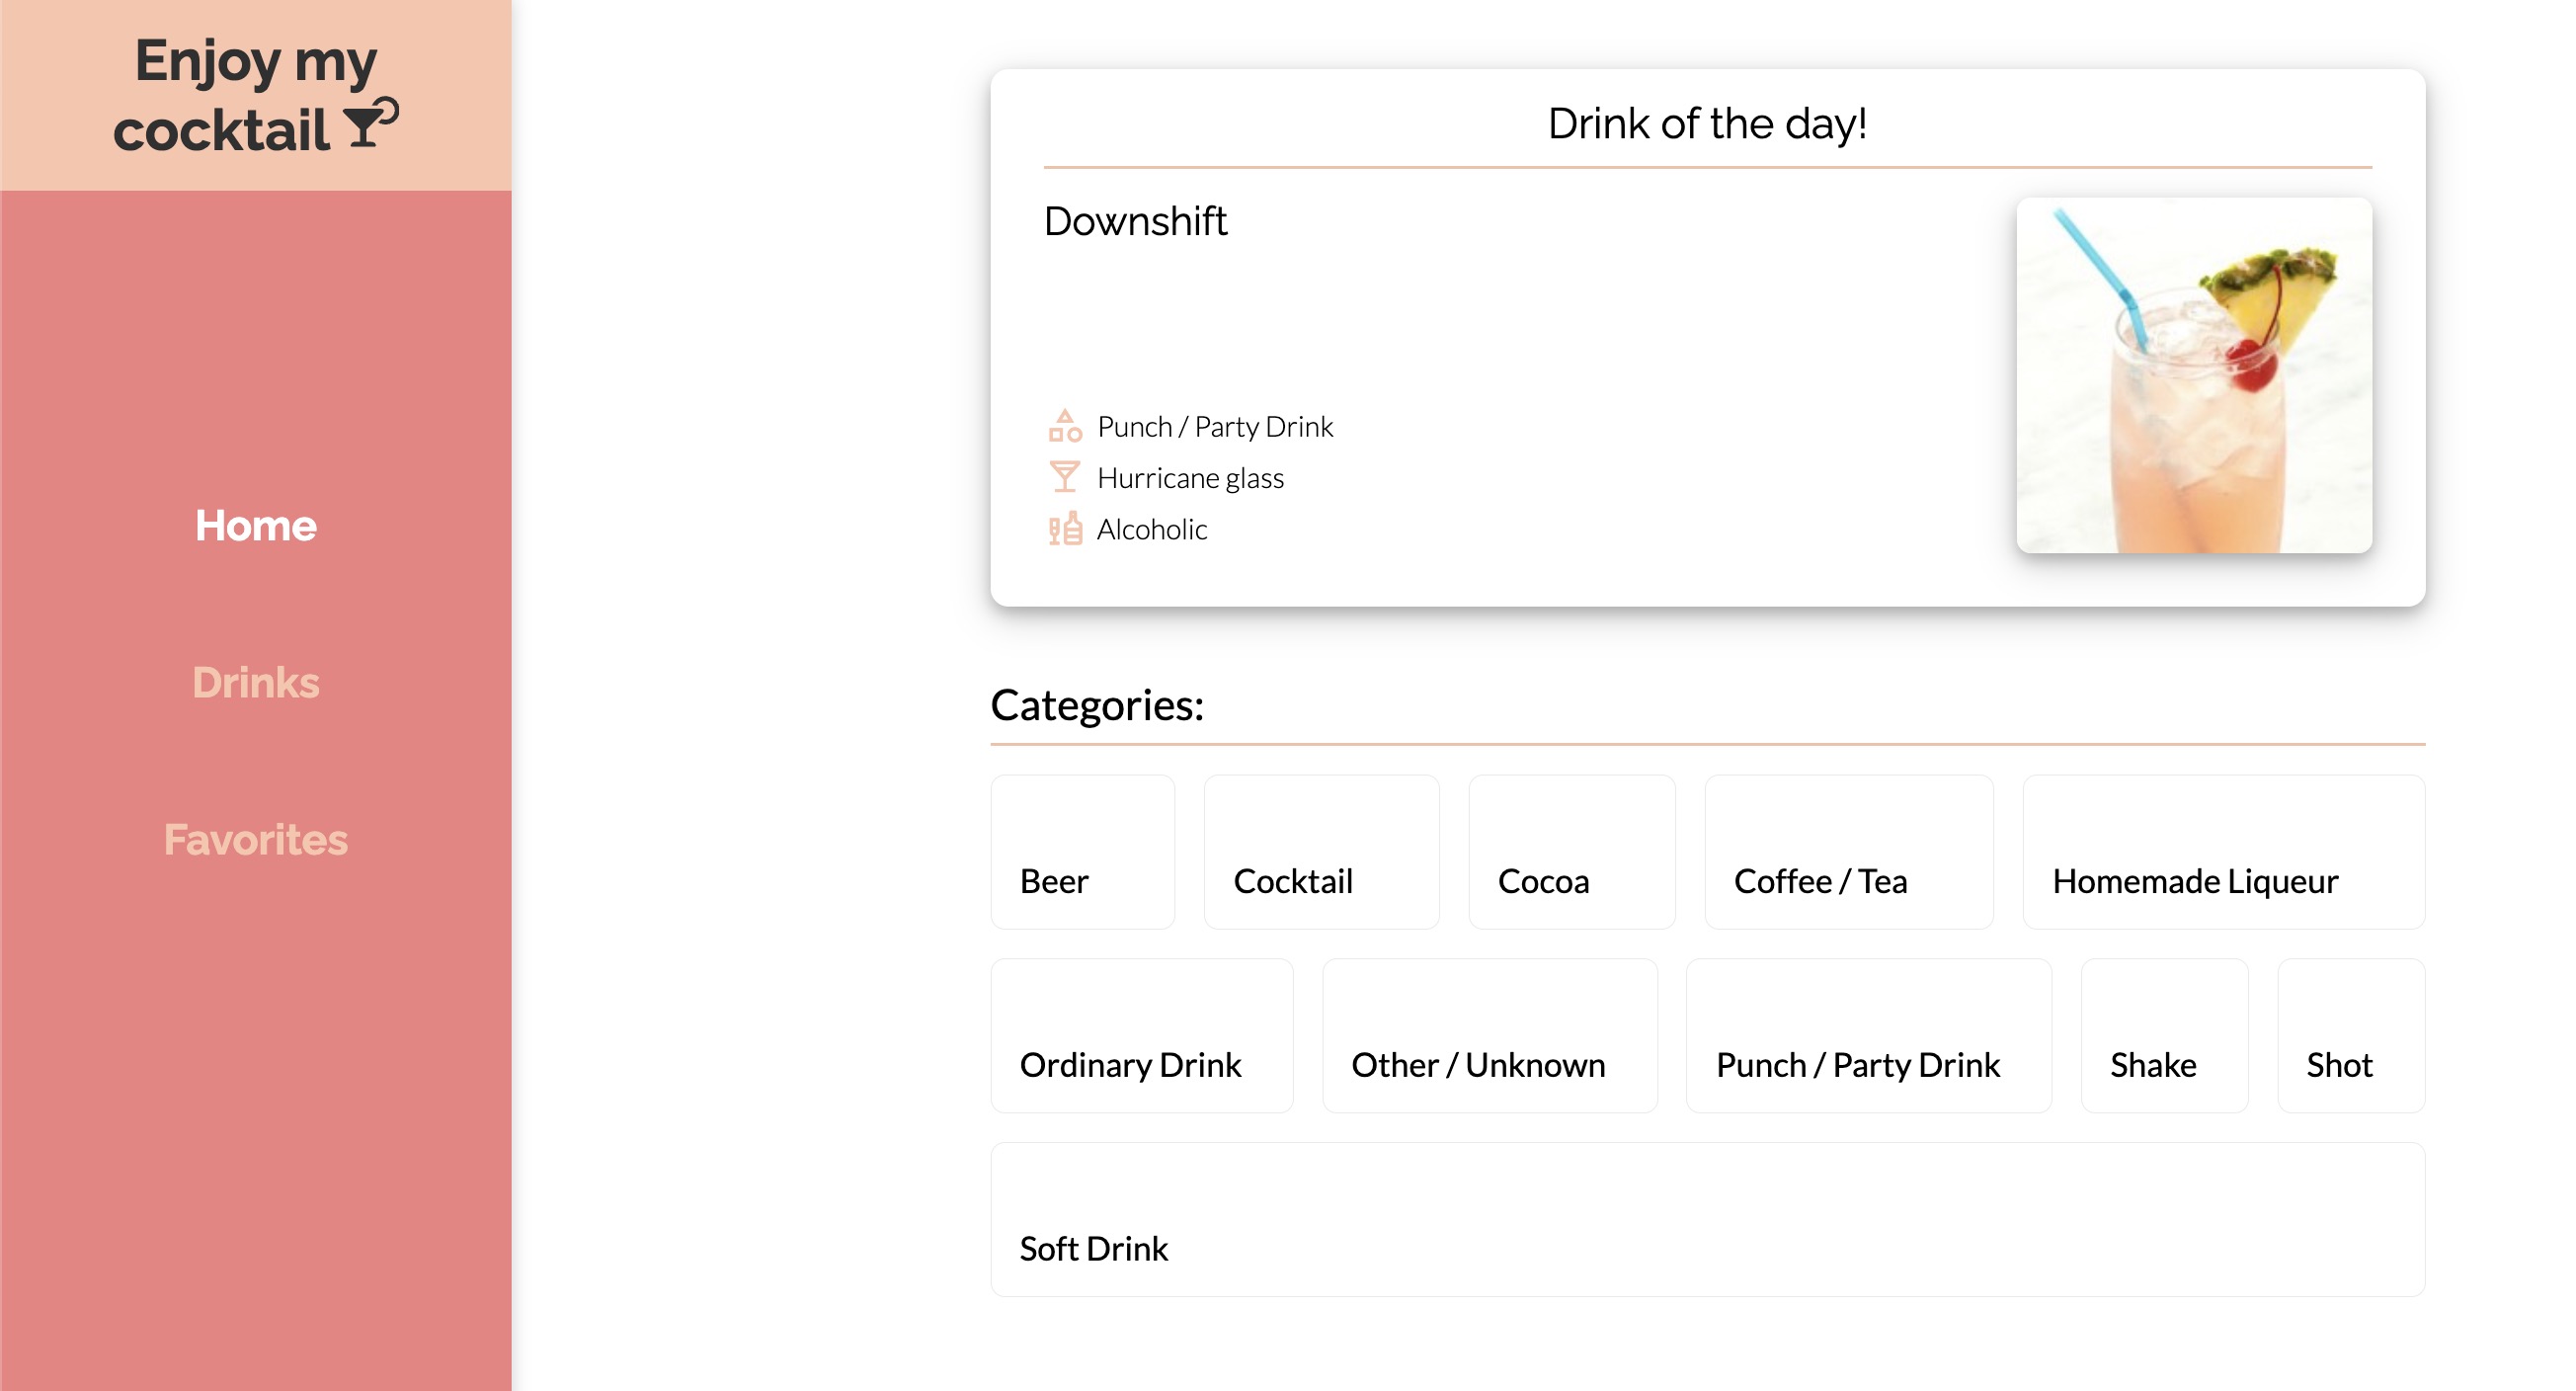 Enjoy my
cocktail
Home
Drinks
Favorites
Drink of the day!
Downshift
Punch / Party Drink
Hurricane glass
Alcoholic
Categories:
Beer
Cocktail
Cocoa
Coffee / Tea
Homemade Liqueur
Ordinary Drink
Other / Unknown
Punch / Party Drink
Shake
Shot
Soft Drink